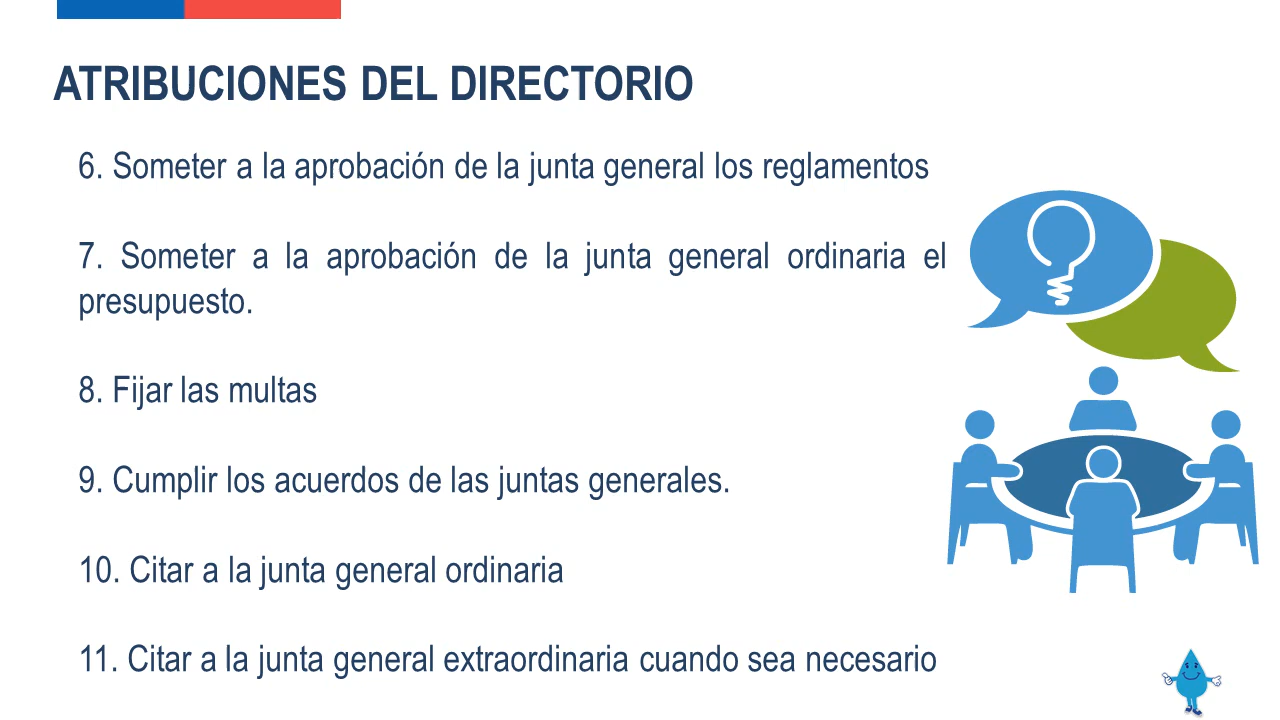 ATRIBUCIONES DEL DIRECTORIO
6. Someter a la aprobación de la junta general los reglamentos
7. Someter a la aprobación de la junta general ordinaria el
presupuesto.
8. Fijar las multas
9. Cumplir los acuerdos de las juntas generales.
10. Citar a la junta general ordinaria
11. Citar a la junta general extraordinaria cuando sea necesario